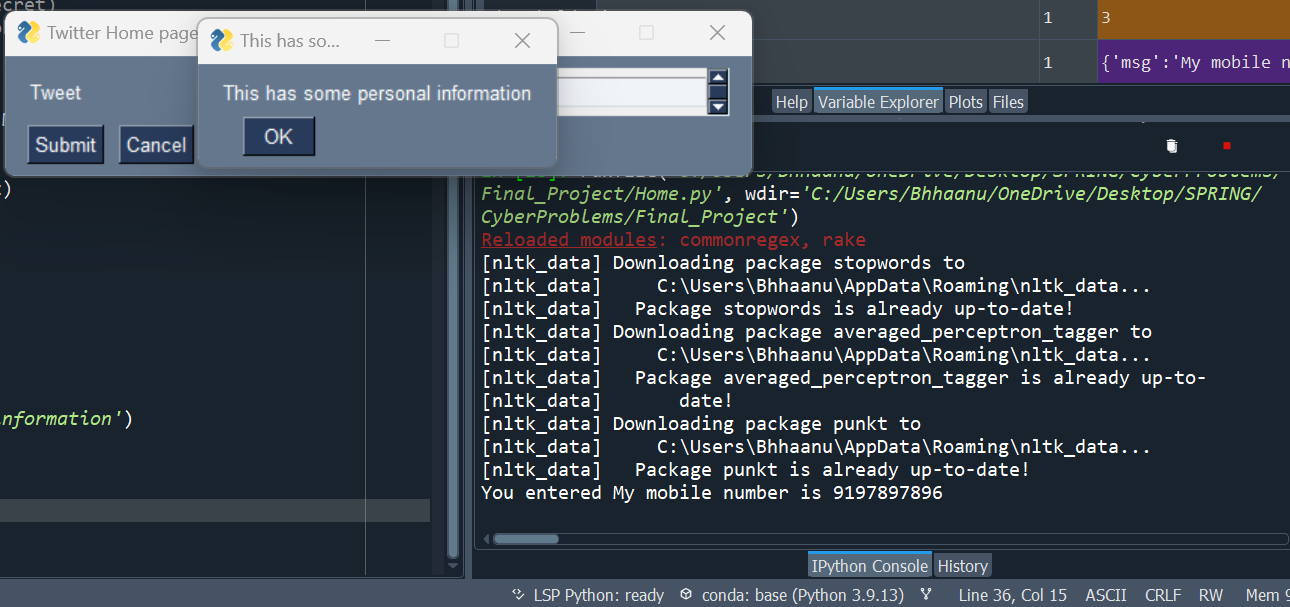 ecret)
Twitter Home page
This has so...
Tweet
This has some personal information
OK
Submit
Cancel
nformation')
1
3
1
{'msg':'My mobile n
Help
Variable Explorer
Plots
Files
Final_Project/Home.py', wdir='C:/Users/Bhhaanu/OneDrive/Desktop/SPRING/
CyberProblems/Final_Project')
Reloaded modules: commonregex, rake
[nltk_data] Downloading package stopwords to
[nltk_data]     C:\Users\Bhhaanu\AppData\Roaming\nltk_data...
[nltk_data]   Package stopwords is already up-to-date!
[nltk_data] Downloading package averaged_perceptron_tagger to
[nltk_data]     C:\Users\Bhhaanu\AppData\Roaming\nltk_data...
[nltk_data]   Package averaged_perceptron_tagger is already up-to-
[nltk_data]       date!
[nltk_data] Downloading package punkt to
[nltk_data]     C:\Users\Bhhaanu\AppData\Roaming\nltk_data...
[nltk_data]   Package punkt is already up-to-date!
You entered My mobile number is 9197897896
IPython Console
History
LSP Python: ready
conda: base (Python 3.9.13)
Line 36, Col 15
ASCII
CRLF
RW
Mem 9